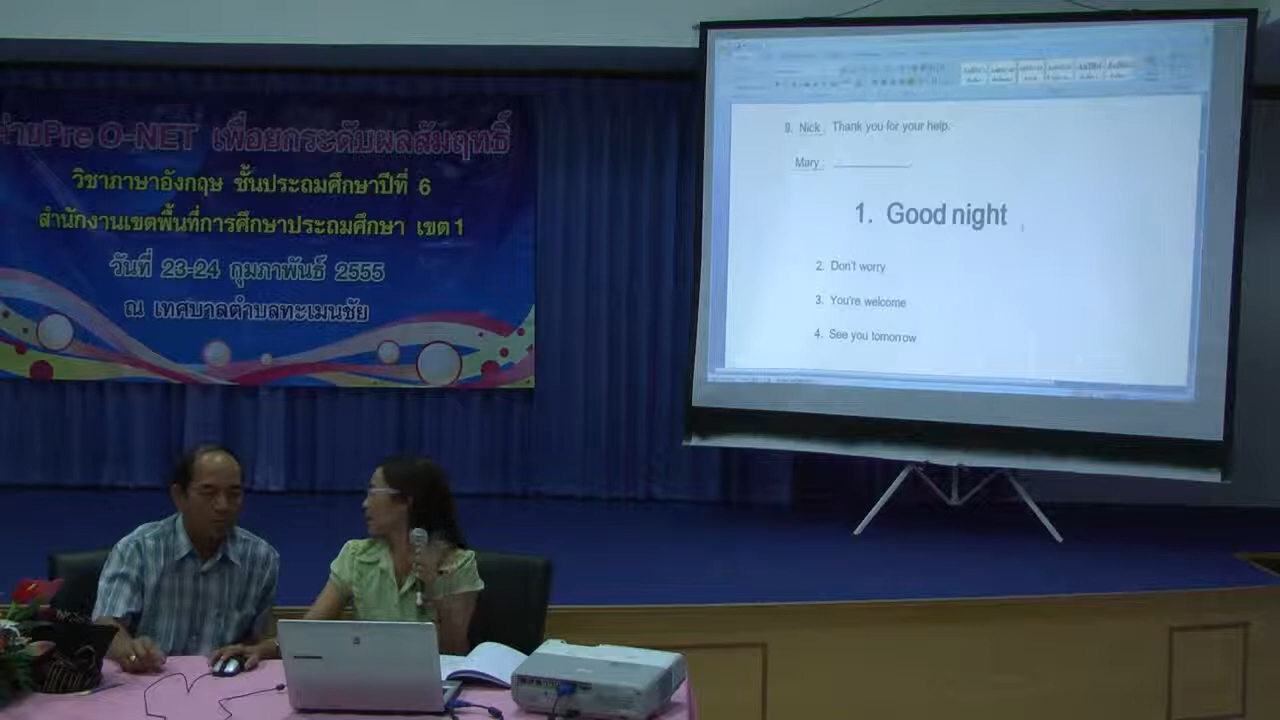 ค่ายPre O-NET เพื่อยกระดับผลสัมฤทธิ์
วิชาภาษาอังกฤษ ชั้นประถมศึกษาปีที่ 6
สำนักงานเขตพื้นที่การศึกษาประถมศึกษา เขต 1
วันที่ 23-24 กุมภาพันธ์ 2555
ณ เทศบาลตำบลทะเมนชัย
9. Nick . Thank you for your help.
Mary . ____________.
1. Good night
2. Don't worry
3. You're welcome
4. See you tomorrow